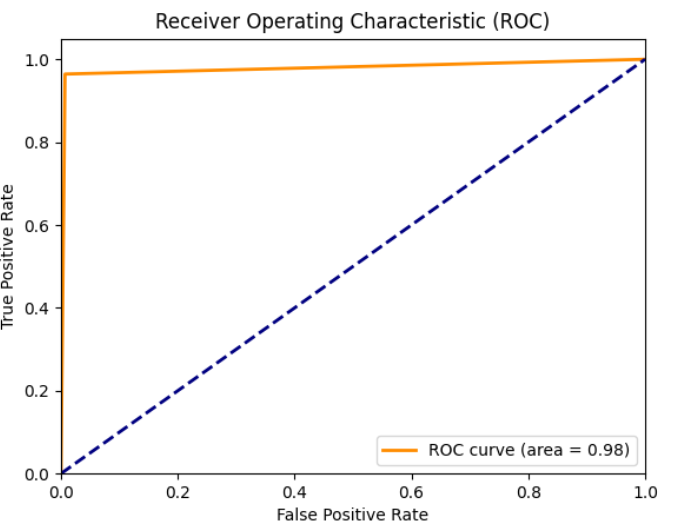 Receiver Operating Characteristic (ROC)
1.0
0.8
0.6
0.4
0.2
0.0
True Positive Rate
ROC curve (area = 0.98)
0.0 0.2 0.4 0.6 0.8 1.0
False Positive Rate